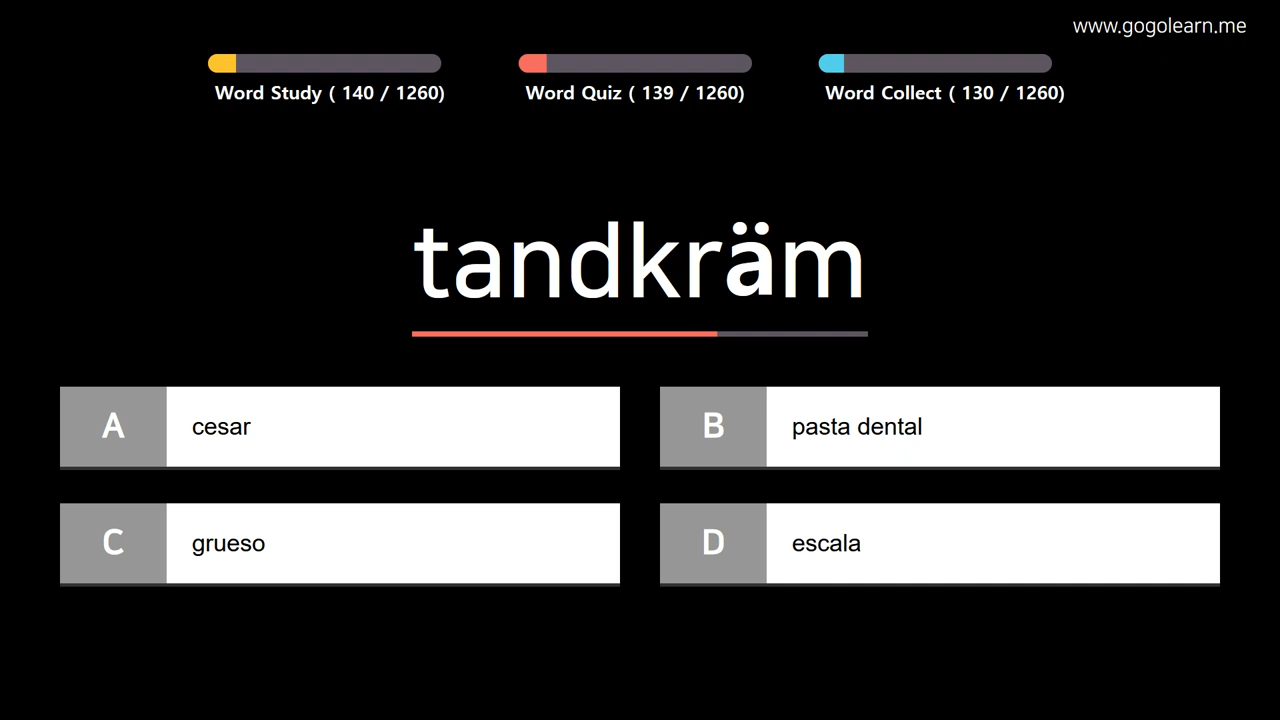 www.gogolearn.me
Word Study ( 140 / 1260)
Word Quiz ( 139 / 1260)
Word Collect ( 130 / 1260)
tandkräm
A cesar
B pasta dental
C grueso
D escala